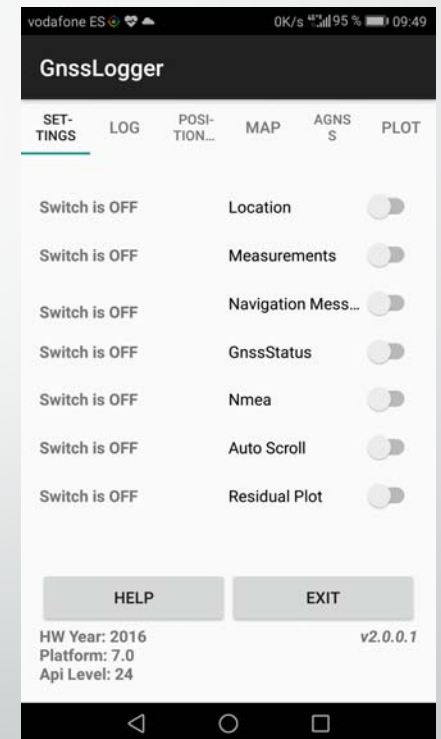 vodafone ES 0K/s 95 % 09:49
GnssLogger
SET-
TINGS LOG POSI-
TION... MAP AGNS
S PLOT
Switch is OFF Location
Switch is OFF Measurements
Switch is OFF Navigation Mess...
Switch is OFF GnssStatus
Switch is OFF Nmea
Switch is OFF Auto Scroll
Switch is OFF Residual Plot
HELP EXIT
HW Year: 2016 v2.0.0.1
Platform: 7.0
Api Level: 24